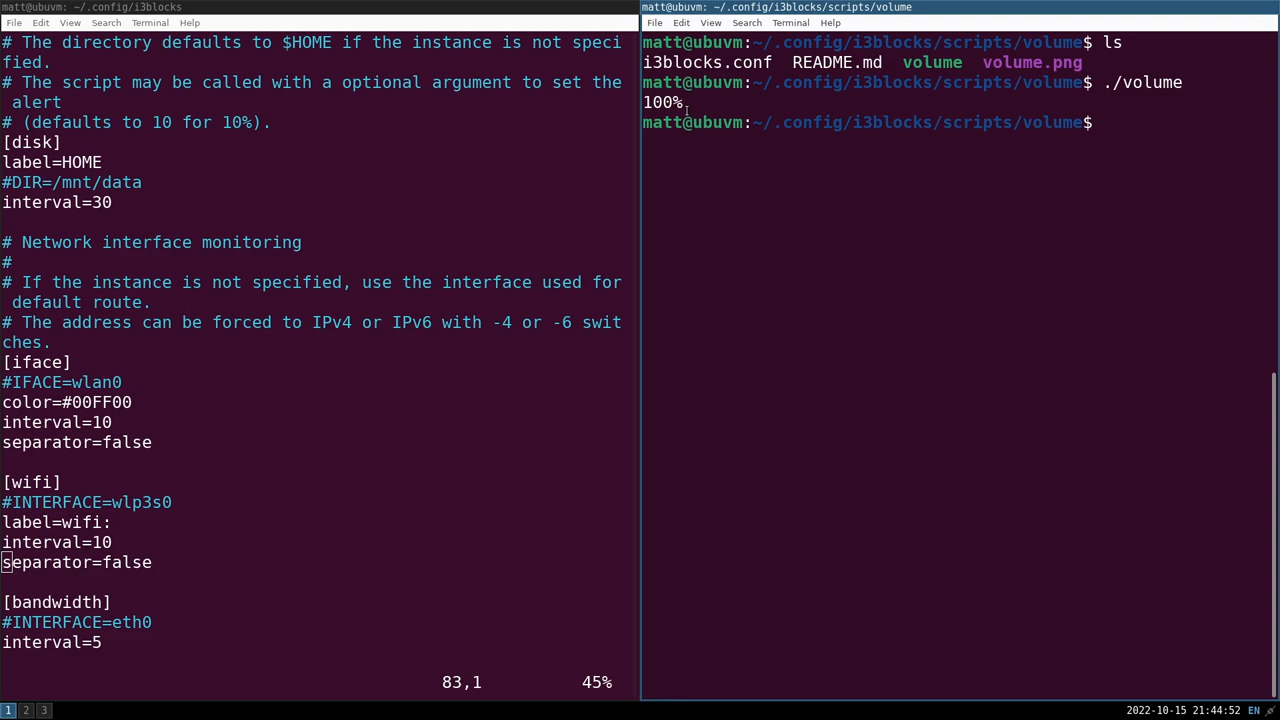 matt@ubuvm: ~/.config/i3blocks
File Edit View Search Terminal Help
# The directory defaults to $HOME if the instance is not speci
fied.
# The script may be called with a optional argument to set the
 alert
# (defaults to 10 for 10%).
[disk]
label=HOME
#DIR=/mnt/data
interval=30
# Network interface monitoring
#
# If the instance is not specified, use the interface used for
 default route.
# The address can be forced to IPv4 or IPv6 with -4 or -6 swit
ches.
[iface]
#IFACE=wlan0
color=#00FF00
interval=10
separator=false
[wifi]
#INTERFACE=wlp3s0
label=wifi:
interval=10
separator=false
[bandwidth]
#INTERFACE=eth0
interval=5
83,1 45%
matt@ubuvm: ~/.config/i3blocks/scripts/volume
File Edit View Search Terminal Help
matt@ubuvm:~/.config/i3blocks/scripts/volume$ ls
i3blocks.conf README.md volume volume.png
matt@ubuvm:~/.config/i3blocks/scripts/volume$ ./volume
100%
matt@ubuvm:~/.config/i3blocks/scripts/volume$
1 2 3
2022-10-15 21:44:52 EN